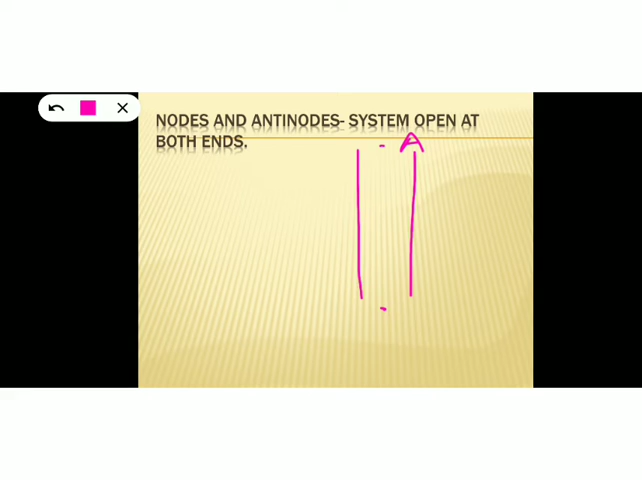 NODES AND ANTINODES- SYSTEM OPEN AT
BOTH ENDS.
A